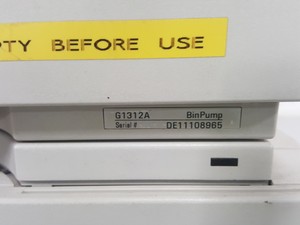 PTY BEFORE USE
G1312A BinPump
Serial # DE11108965